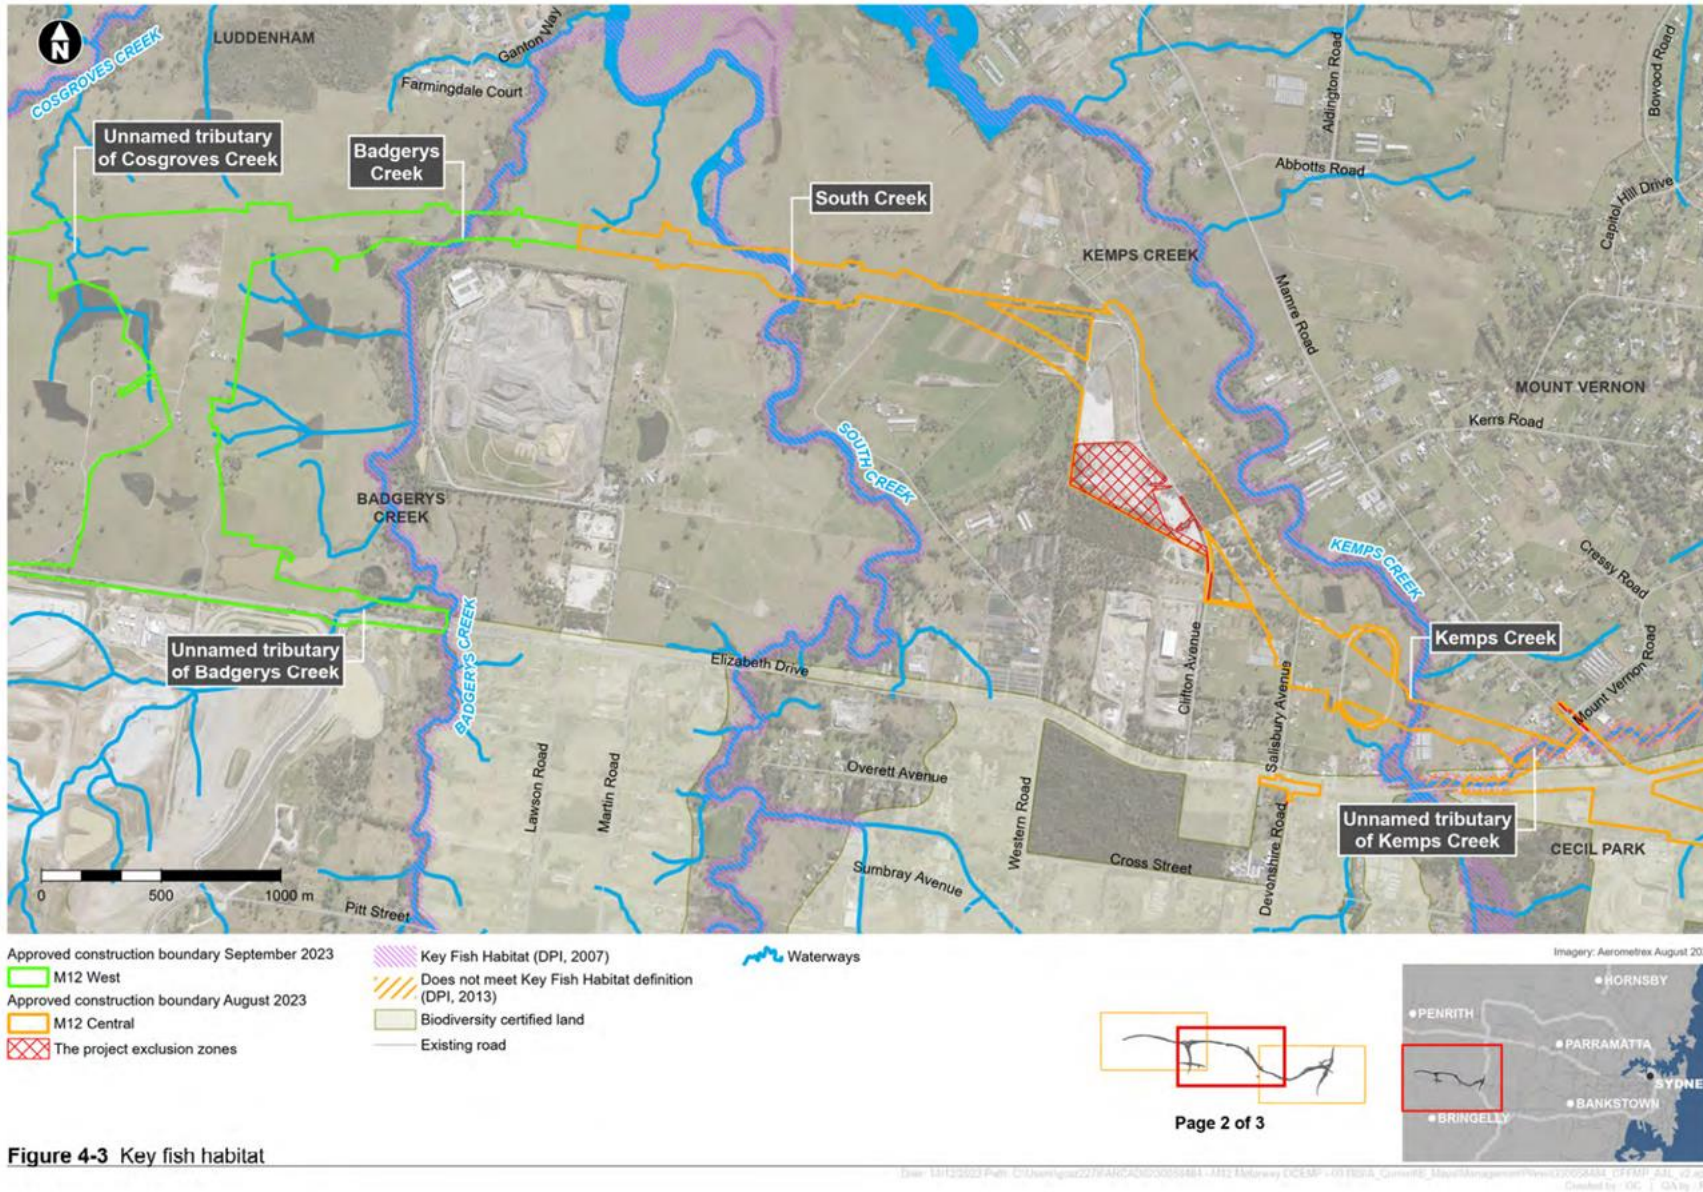 N
LUDDENHAM
COSGROVES CREEK
Ganton Way
Farmingdale Court
Unnamed tributary
of Cosgroves Creek
Badgerys
Creek
South Creek
Aldington Road
Abbotts Road
Bowood Road
Capitol Hill Drive
KEMPS CREEK
Mamre Road
MOUNT VERNON
Kerrs Road
SOUTH CREEK
BADGERYS
CREEK
KEMPS CREEK
Cressy Road
Unnamed tributary
of Badgerys Creek
BADGERYS CREEK
Elizabeth Drive
Clifton Avenue
Salisbury Avenue
Kemps Creek
Mount Vernon Road
Lawson Road
Martin Road
Overett Avenue
Western Road
Cross Street
Devonshire Road
Unnamed tributary
of Kemps Creek
CECIL PARK
Sumbray Avenue
Pitt Street
0 500 1000 m
Approved construction boundary September 2023
M12 West
Approved construction boundary August 2023
M12 Central
The project exclusion zones
Key Fish Habitat (DPI, 2007)
Does not meet Key Fish Habitat definition
(DPI, 2013)
Biodiversity certified land
Existing road
Waterways
Imagery: Aerometrex August 20
HORNSBY
PENRITH
PARRAMATTA
SYDNE
BANKSTOWN
BRINGELLY
Page 2 of 3
Figure 4-3 Key fish habitat